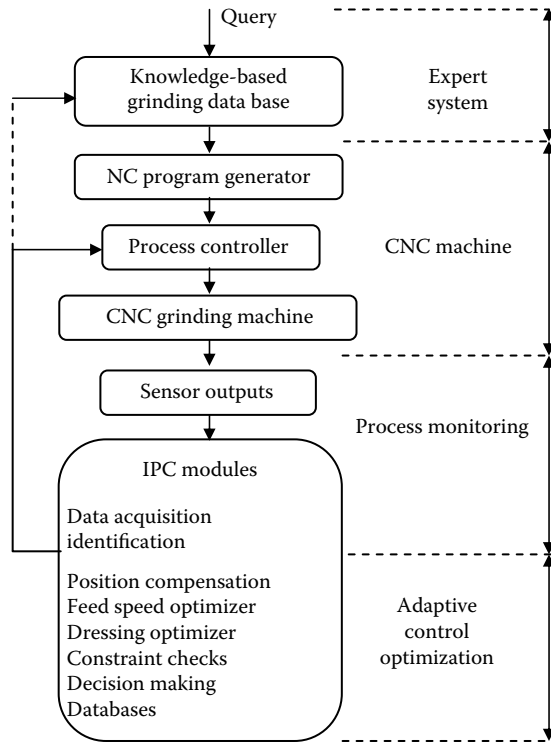 Query
Knowledge-based
grinding data base
Expert
system
NC program generator
Process controller
CNC machine
CNC grinding machine
Sensor outputs
Process monitoring
IPC modules
Data acquisition
identification
Position compensation
Feed speed optimizer
Dressing optimizer
Constraint checks
Decision making
Databases
Adaptive
control
optimization